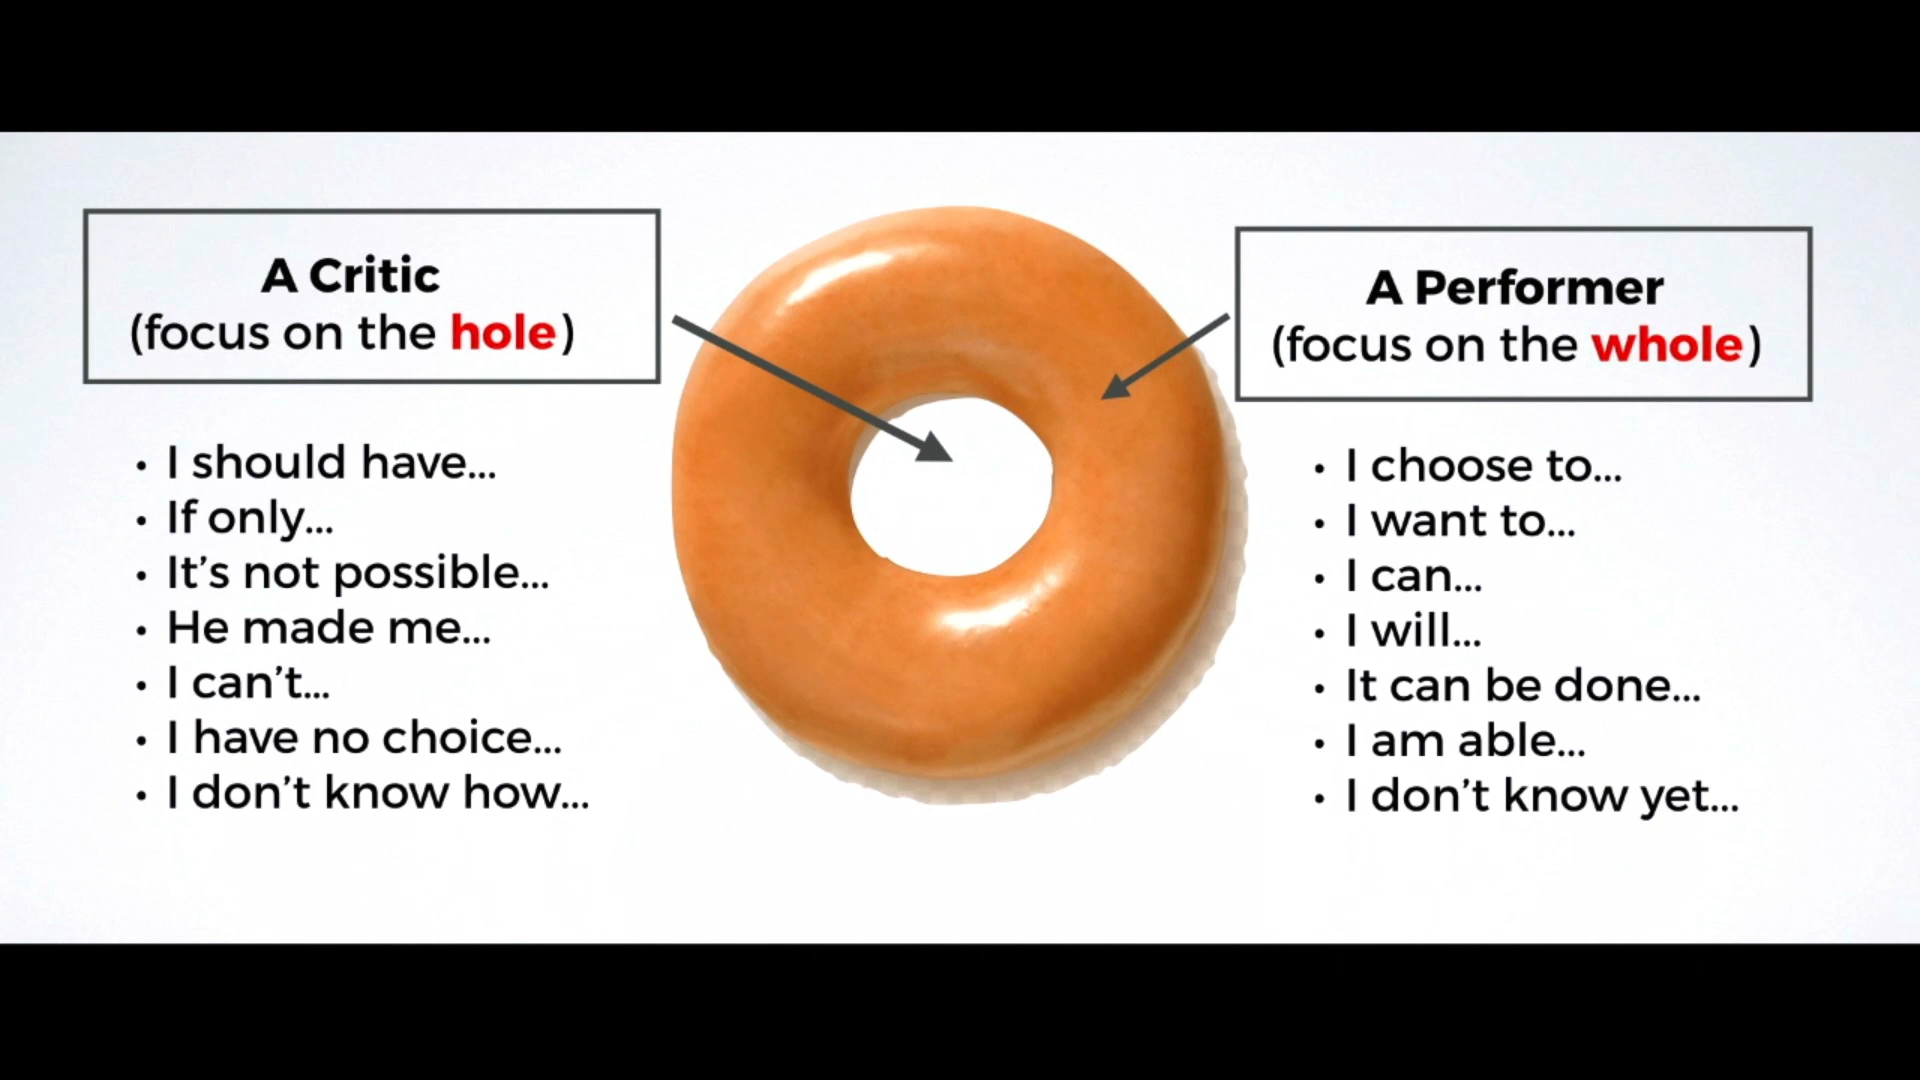 A Critic
(focus on the hole)
• I should have...
• If only...
• It’s not possible...
• He made me...
• I can’t...
• I have no choice...
• I don’t know how...
A Performer
(focus on the whole)
• I choose to...
• I want to...
• I can...
• I will...
• It can be done...
• I am able...
• I don’t know yet...